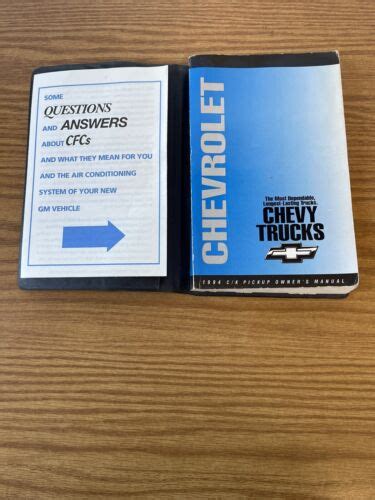 SOME
QUESTIONS
AND ANSWERS
ABOUT CFCs
AND WHAT THEY MEAN FOR YOU
AND THE AIR CONDITIONING
SYSTEM OF YOUR NEW
GM VEHICLE
CHEVROLET
The Most Dependable,
Longest-Lasting Trucks.
CHEVY
TRUCKS
1994 C/K PICKUP OWNER'S MANUAL